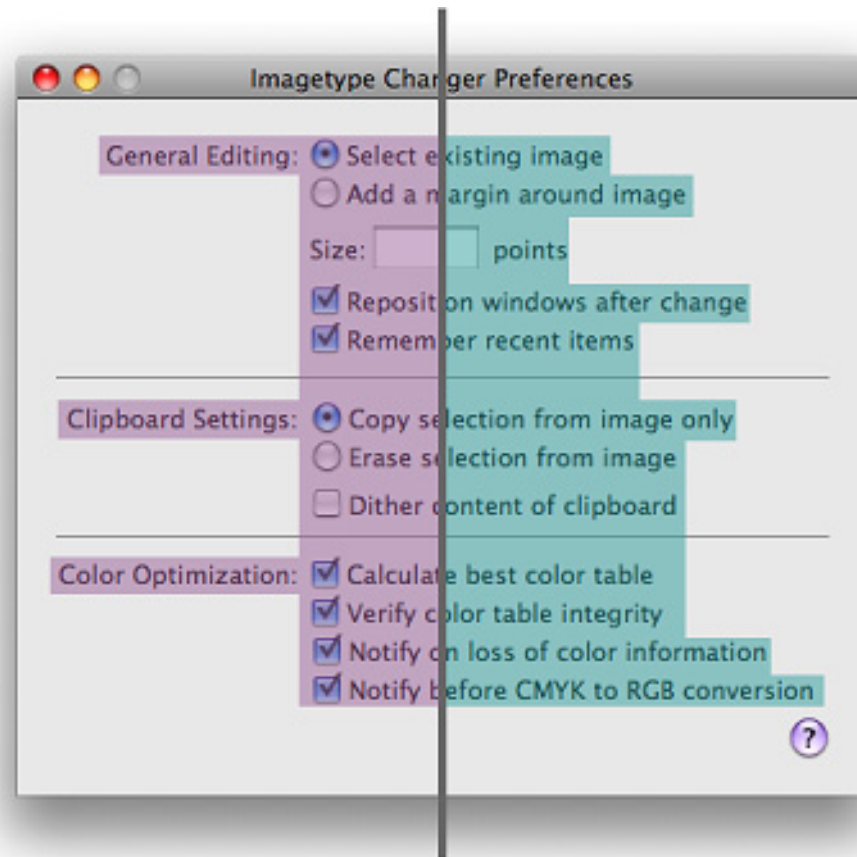 Imagetype Changer Preferences
General Editing: Select existing image
Add a margin around image
Size: points
Reposition windows after change
Remember recent items
Clipboard Settings: Copy selection from image only
Erase selection from image
Dither content of clipboard
Color Optimization: Calculate best color table
Verify color table integrity
Notify on loss of color information
Notify before CMYK to RGB conversion
?